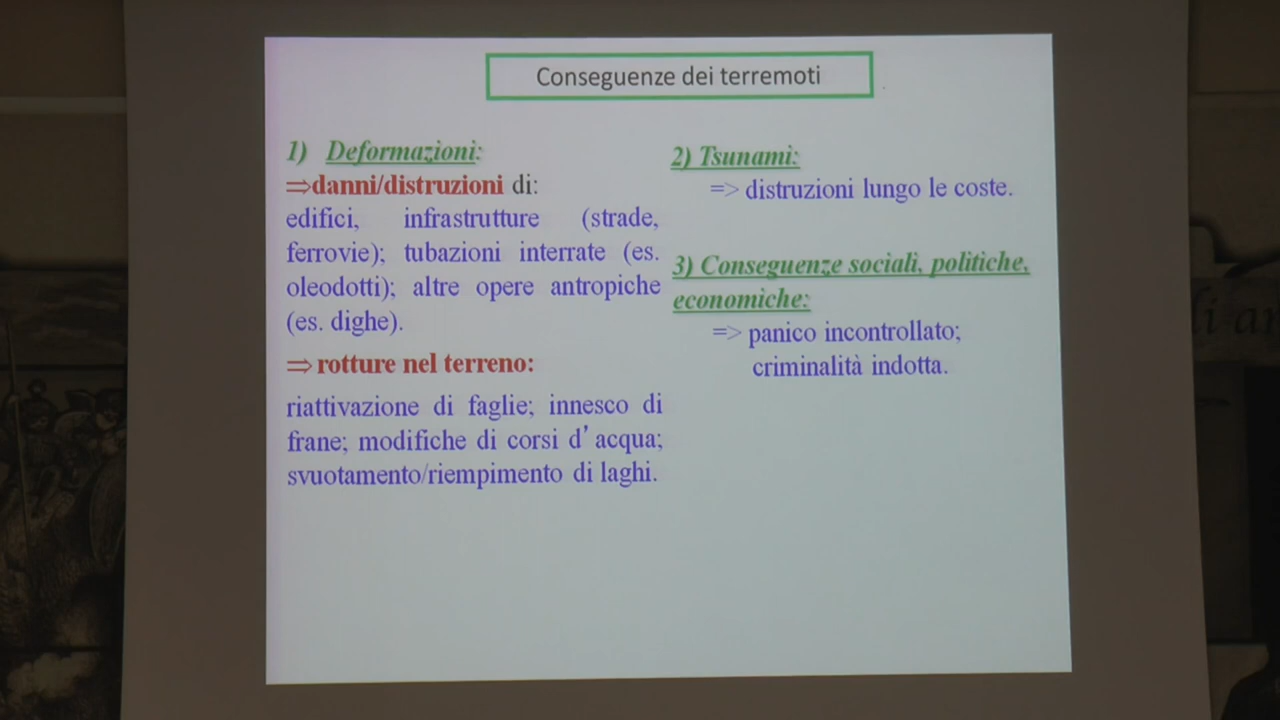 Conseguenze dei terremoti
1) Deformazioni:
⇒danni/distruzioni di:
edifici, infrastrutture (strade,
ferrovie); tubazioni interrate (es.
oleodotti); altre opere antropiche
(es. dighe).
⇒ rotture nel terreno:
riattivazione di faglie; innesco di
frane; modifiche di corsi d’acqua;
svuotamento/riempimento di laghi.
2) Tsunami:
=> distruzioni lungo le coste.
3) Conseguenze sociali, politiche,
economiche:
=> panico incontrollato;
criminalità indotta.